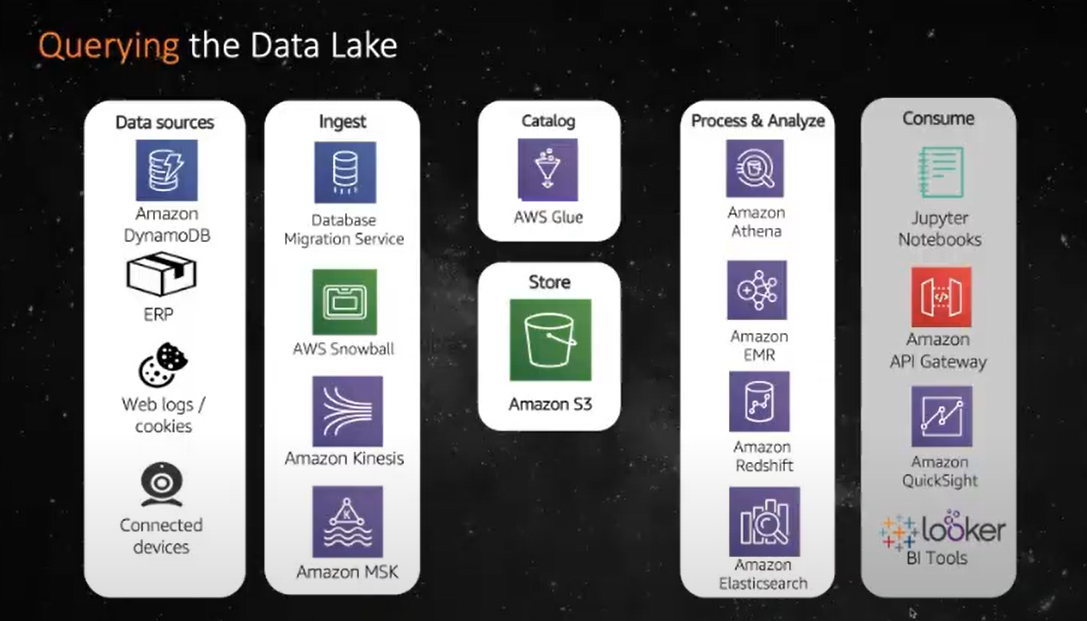 Querying the Data Lake
Data sources
Amazon
DynamoDB
ERP
Web logs /
cookies
Connected
devices
Ingest
Database
Migration Service
AWS Snowball
Amazon Kinesis
K
Amazon MSK
Catalog
AWS Glue
Store
Amazon S3
Process & Analyze
Amazon
Athena
Amazon
EMR
Amazon
Redshift
Amazon
Elasticsearch
Consume
Jupyter
Notebooks
</>
Amazon
API Gateway
Amazon
QuickSight
looker
BI Tools